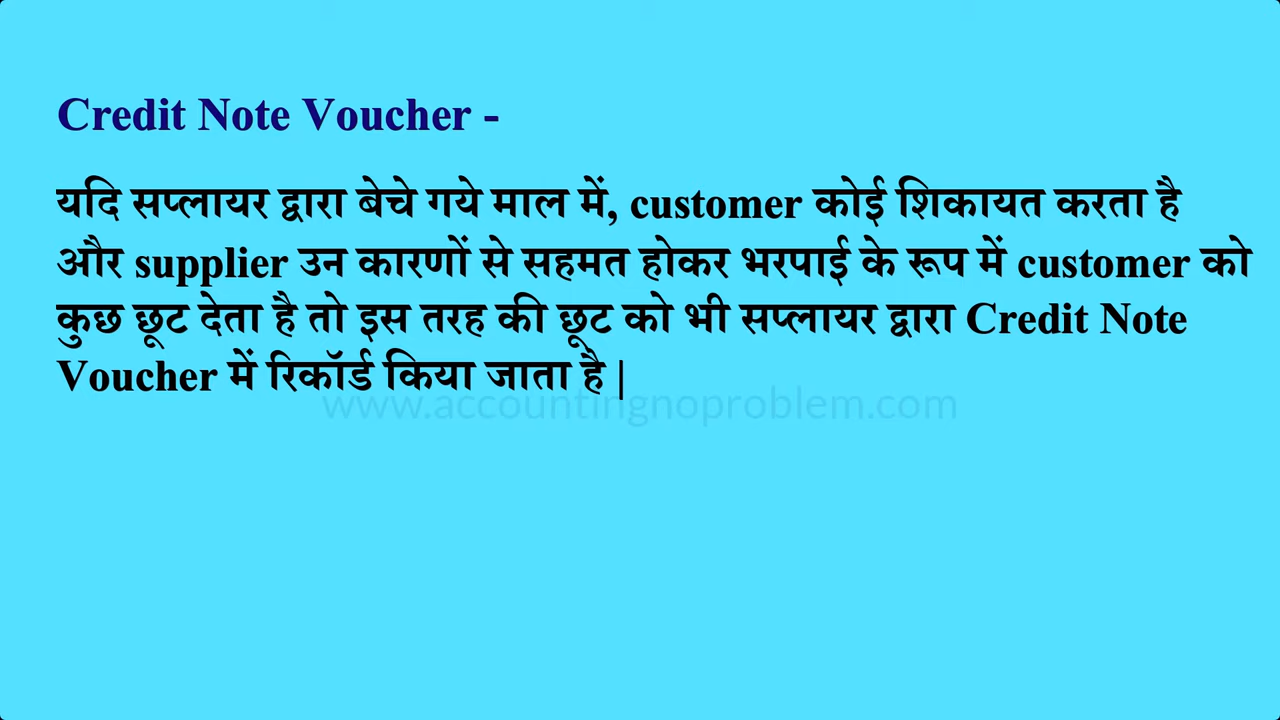 Credit Note Voucher -
यदि सप्लायर द्वारा बेचे गये माल में, customer कोई शिकायत करता है
और supplier उन कारणों से सहमत होकर भरपाई के रूप में customer को
कुछ छूट देता है तो इस तरह की छूट को भी सप्लायर द्वारा Credit Note
Voucher में रिकॉर्ड किया जाता है |
www.accountingnoproblem.com